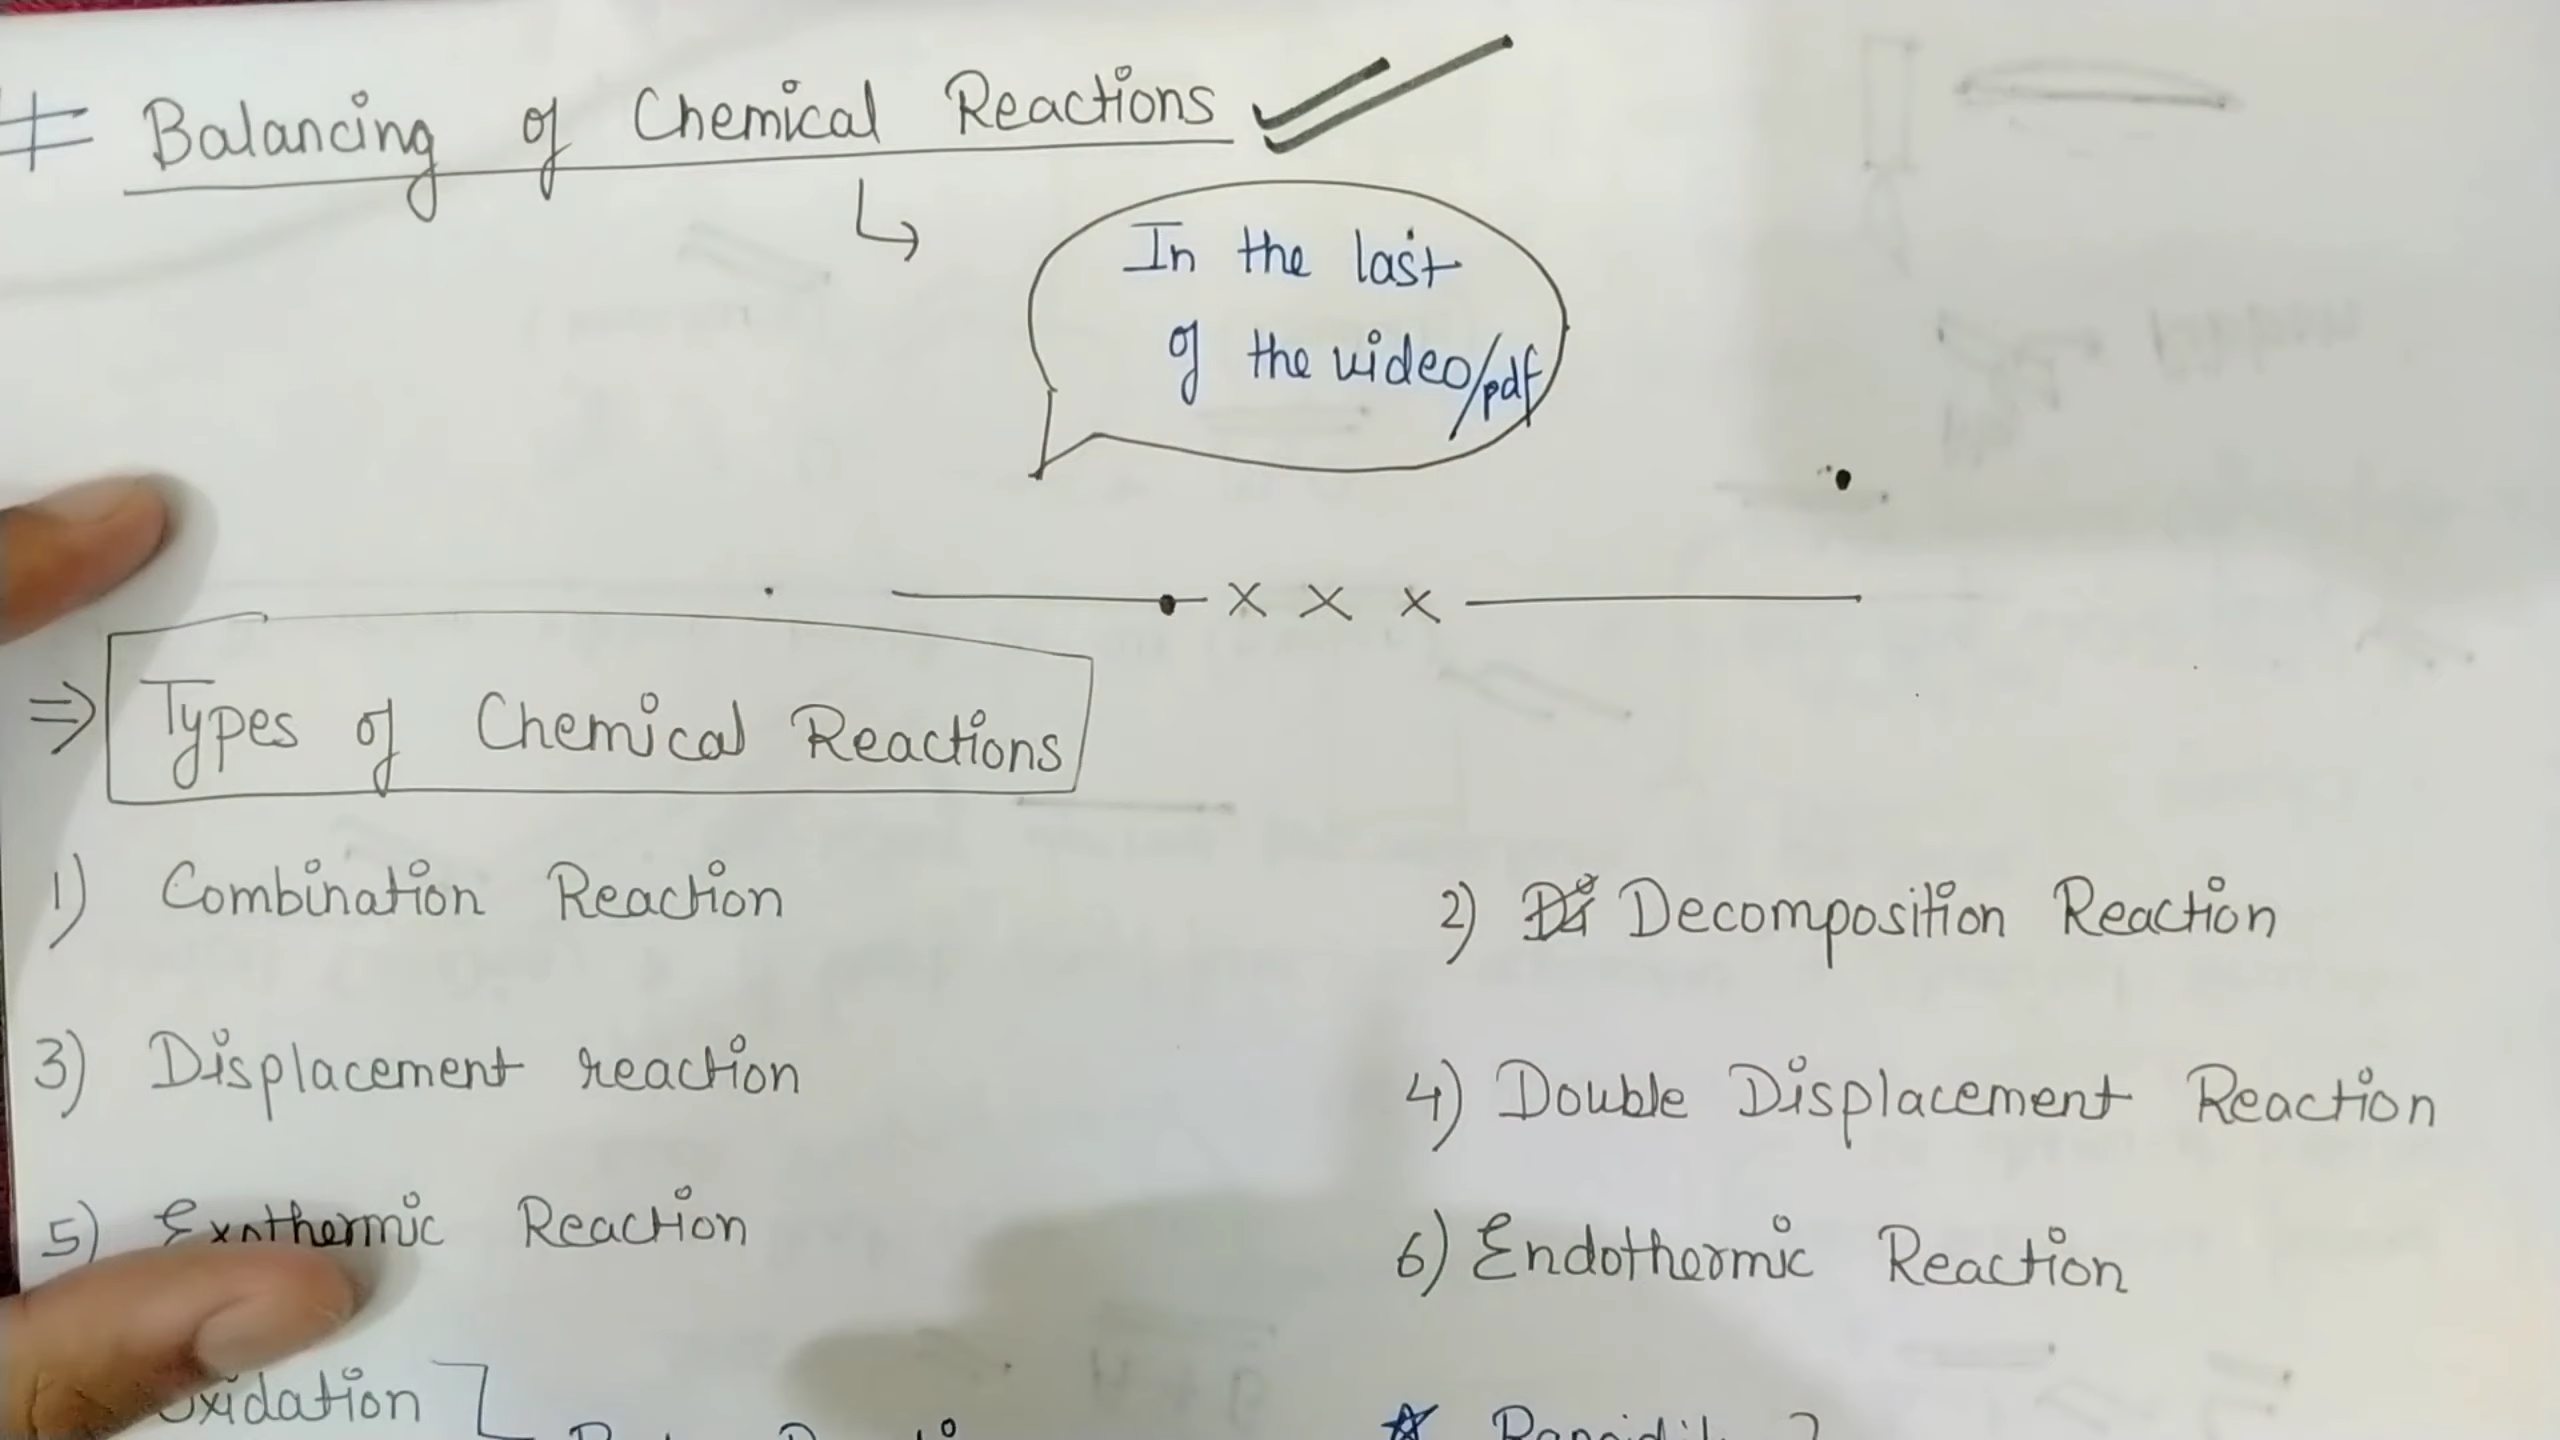 # Balancing of Chemical Reactions
In the last
of the video/pdf
x x x
⇒ Types of Chemical Reactions
1) Combination Reaction
2) Decomposition Reaction
3) Displacement reaction
4) Double Displacement Reaction
5) Exothermic Reaction
6) Endothermic Reaction
Oxidation